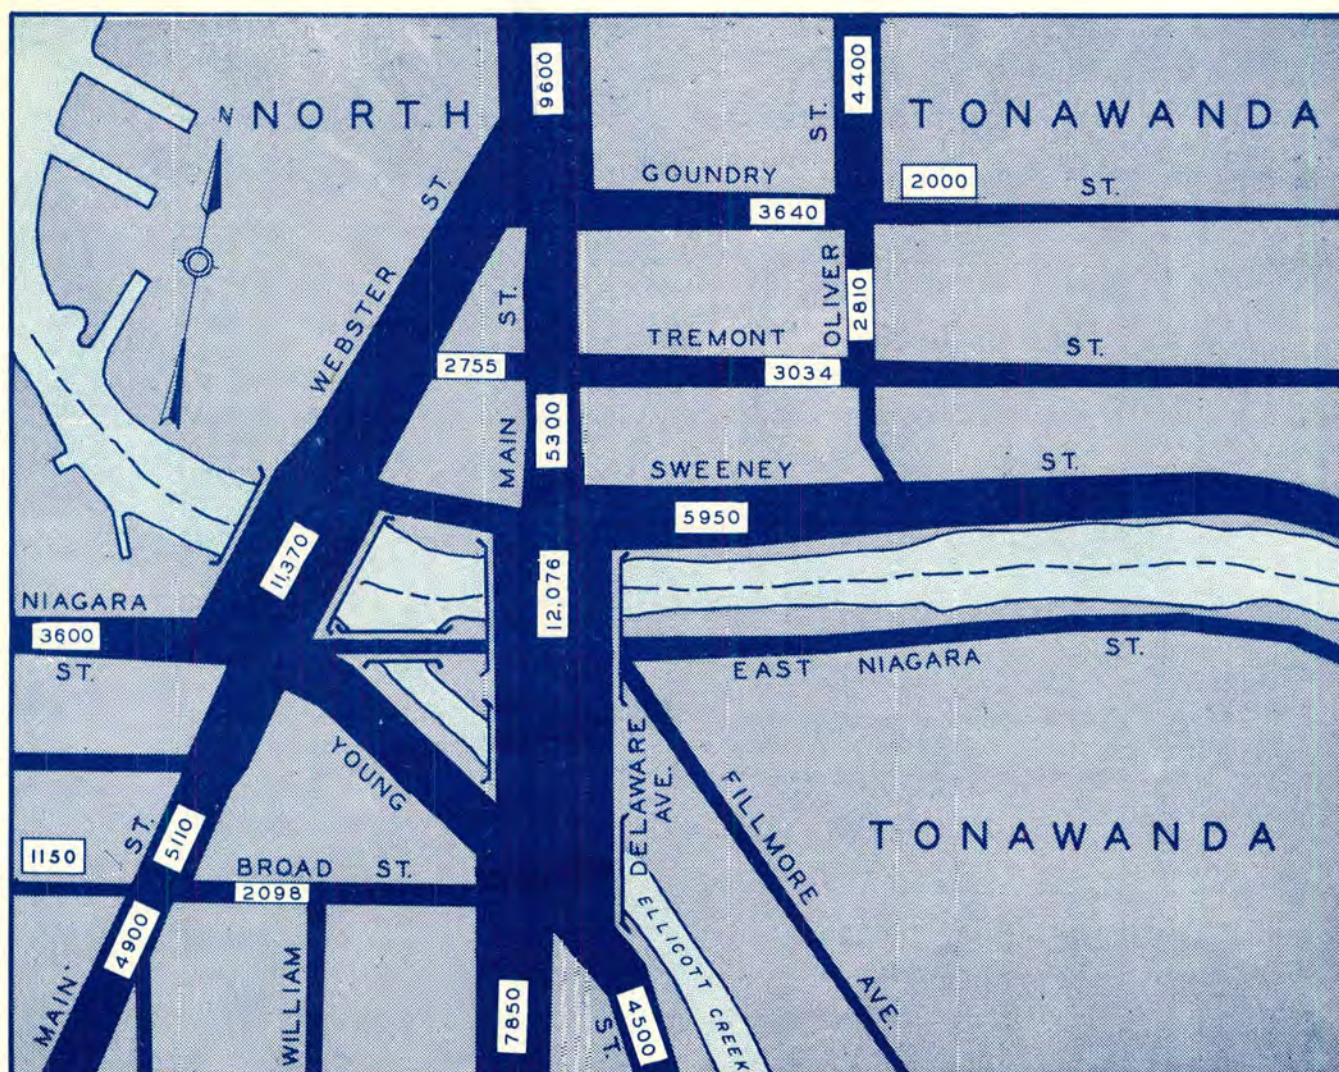 NORTH TONAWANDA
N
9600
4400
ST.
GOUNDRY ST.
2000
3640
WEBSTER ST.
MAIN ST.
OLIVER
2810
TREMONT ST.
2755
3034
5300
SWEENEY ST.
5950
11,370
12,076
NIAGARA ST.
3600
EAST NIAGARA ST.
YOUNG ST.
DELAWARE AVE.
FILLMORE AVE.
TONAWANDA
MAIN ST.
5110
1150
BROAD ST.
2098
4900
WILLIAM
7850
4500
ELLICOTT CREEK